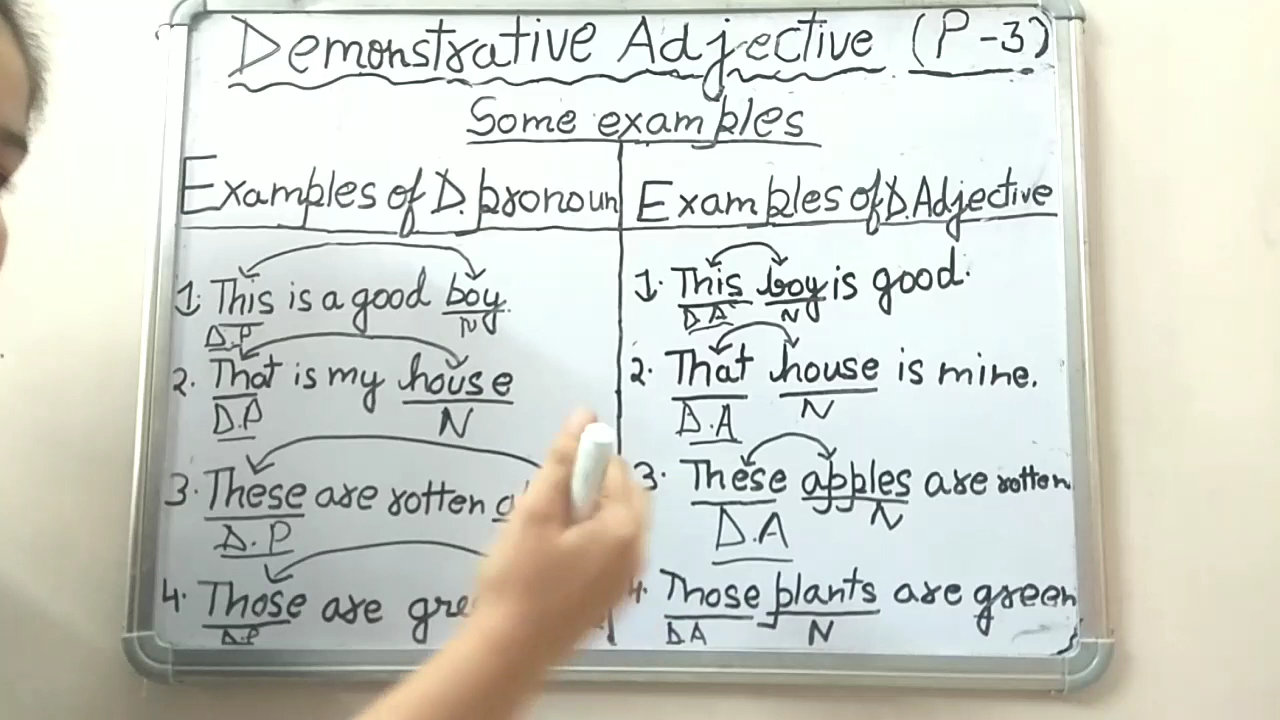 Demonstrative Adjective (P-3)
Some examples
Examples of D. pronoun
1. This is a good boy.
D.P N
2. That is my house
D.P N
3. These are rotten
D.P
4. Those are
D.P
Examples of D.Adjective
1. This boy is good.
D A N
2. That house is mine.
D.A N
3. These apples are rotten
D.A N
4. Those plants are green
D A N